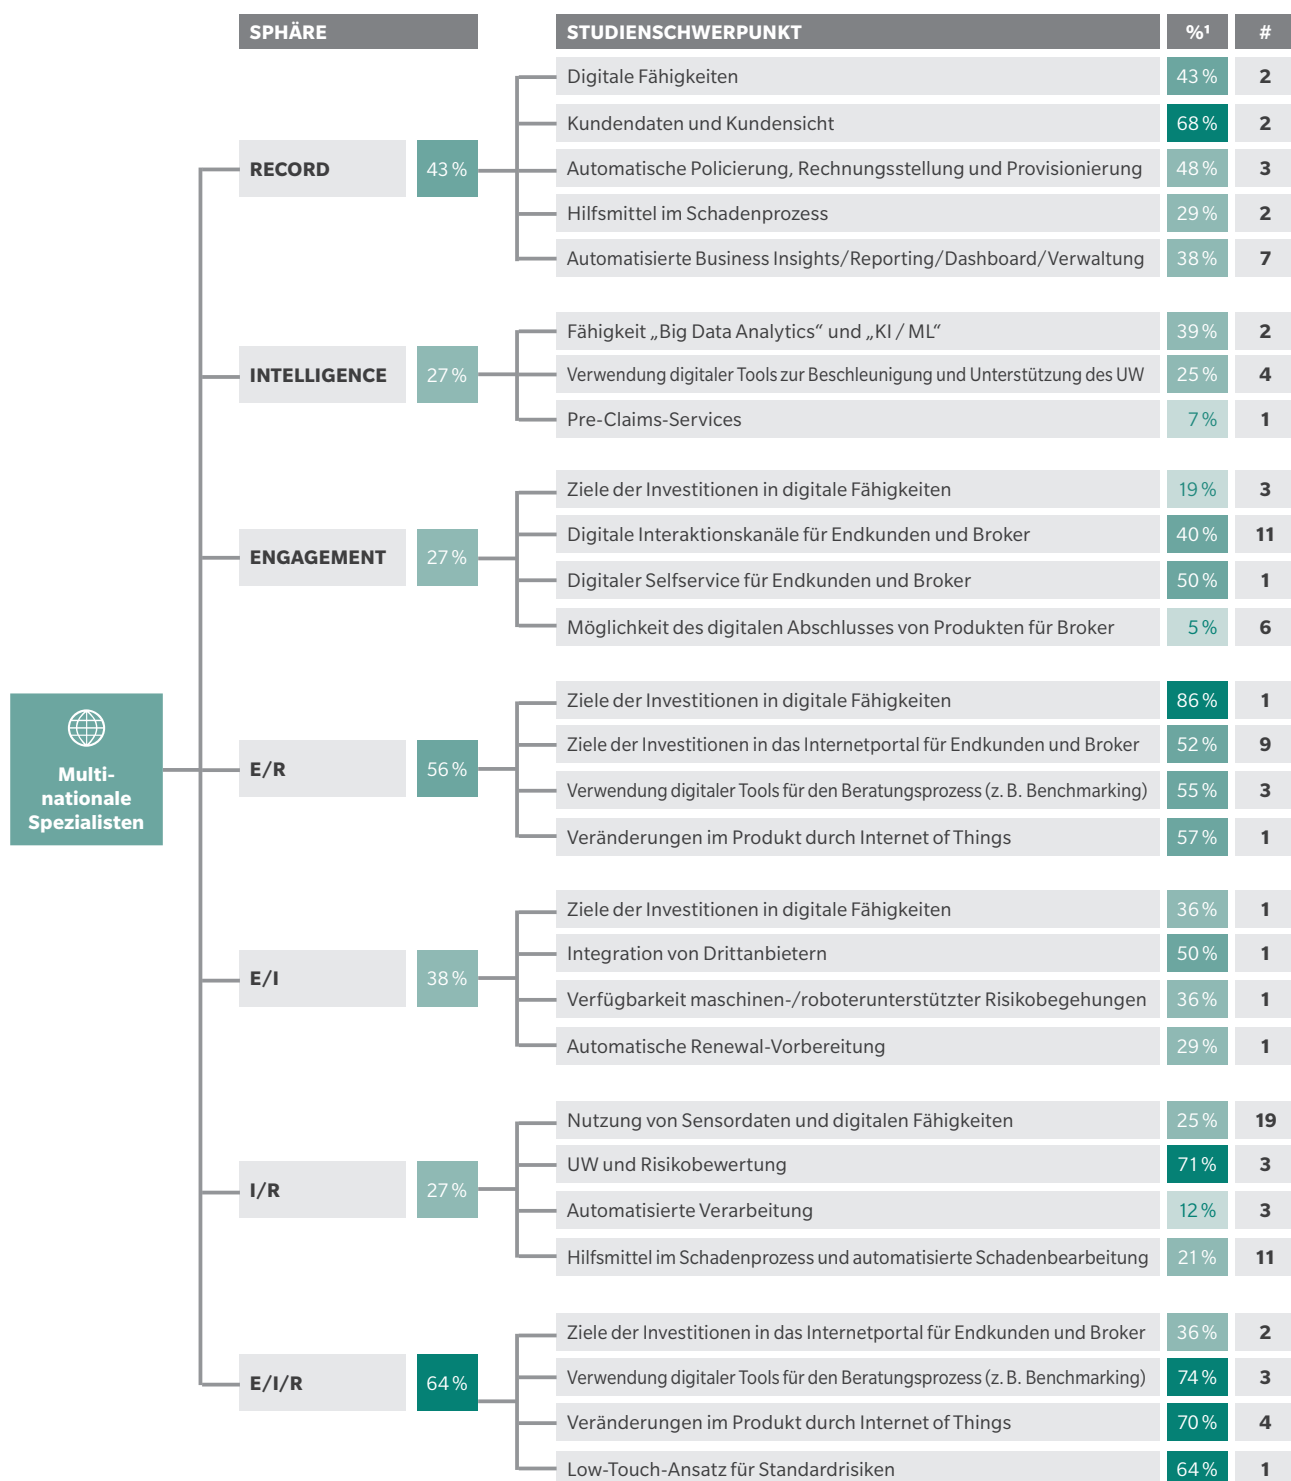 SPHÄRE STUDIENSCHWERPUNKT %¹ #
Digitale Fähigkeiten 43 % 2
Kundendaten und Kundensicht 68 % 2
RECORD 43 % Automatische Policierung, Rechnungsstellung und Provisionierung 48 % 3
Hilfsmittel im Schadenprozess 29 % 2
Automatisierte Business Insights/Reporting/Dashboard/Verwaltung 38 % 7
Fähigkeit „Big Data Analytics“ und „KI / ML“ 39 % 2
INTELLIGENCE 27 % Verwendung digitaler Tools zur Beschleunigung und Unterstützung des UW 25 % 4
Pre-Claims-Services 7 % 1
Ziele der Investitionen in digitale Fähigkeiten 19 % 3
Digitale Interaktionskanäle für Endkunden und Broker 40 % 11
ENGAGEMENT 27 %
Digitaler Selfservice für Endkunden und Broker 50 % 1
Möglichkeit des digitalen Abschlusses von Produkten für Broker 5 % 6
Ziele der Investitionen in digitale Fähigkeiten 86 % 1
Ziele der Investitionen in das Internetportal für Endkunden und Broker 52 % 9
Multi-
nationale
Spezialisten
E/R 56 %
Verwendung digitaler Tools für den Beratungsprozess (z. B. Benchmarking) 55 % 3
Veränderungen im Produkt durch Internet of Things 57 % 1
Ziele der Investitionen in digitale Fähigkeiten 36 % 1
Integration von Drittanbietern 50 % 1
E/I 38 %
Verfügbarkeit maschinen-/roboterunterstützter Risikobegehungen 36 % 1
Automatische Renewal-Vorbereitung 29 % 1
Nutzung von Sensordaten und digitalen Fähigkeiten 25 % 19
UW und Risikobewertung 71 % 3
I/R 27 %
Automatisierte Verarbeitung 12 % 3
Hilfsmittel im Schadenprozess und automatisierte Schadenbearbeitung 21 % 11
Ziele der Investitionen in das Internetportal für Endkunden und Broker 36 % 2
E/I/R 64 % Verwendung digitaler Tools für den Beratungsprozess (z. B. Benchmarking) 74 % 3
Veränderungen im Produkt durch Internet of Things 70 % 4
Low-Touch-Ansatz für Standardrisiken 64 % 1